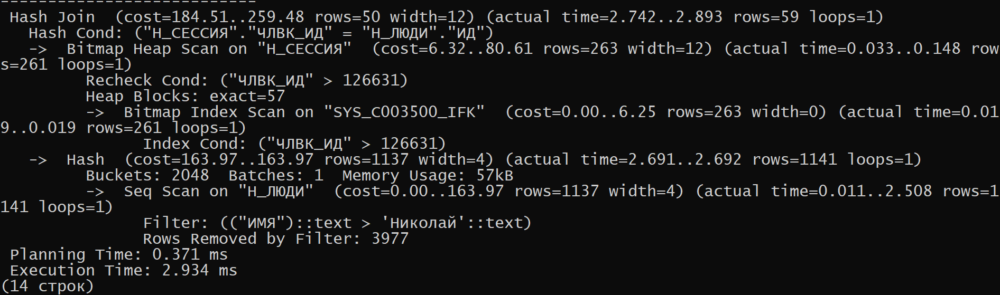 ---------------------------
 Hash Join  (cost=184.51..259.48 rows=50 width=12) (actual time=2.742..2.893 rows=59 loops=1)
   Hash Cond: ("Н_СЕССИЯ"."ЧЛВК_ИД" = "Н_ЛЮДИ"."ИД")
   ->  Bitmap Heap Scan on "Н_СЕССИЯ"  (cost=6.32..80.61 rows=263 width=12) (actual time=0.033..0.148 row
s=261 loops=1)
         Recheck Cond: ("ЧЛВК_ИД" > 126631)
         Heap Blocks: exact=57
         ->  Bitmap Index Scan on "SYS_C003500_IFK"  (cost=0.00..6.25 rows=263 width=0) (actual time=0.01
9..0.019 rows=261 loops=1)
               Index Cond: ("ЧЛВК_ИД" > 126631)
   ->  Hash  (cost=163.97..163.97 rows=1137 width=4) (actual time=2.691..2.692 rows=1141 loops=1)
         Buckets: 2048  Batches: 1  Memory Usage: 57kB
         ->  Seq Scan on "Н_ЛЮДИ"  (cost=0.00..163.97 rows=1137 width=4) (actual time=0.011..2.508 rows=1
141 loops=1)
               Filter: (("ИМЯ")::text > 'Николай'::text)
               Rows Removed by Filter: 3977
 Planning Time: 0.371 ms
 Execution Time: 2.934 ms
(14 строк)